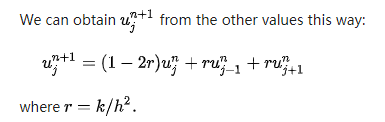 We can obtain u_j^{n+1} from the other values this way:
u_j^{n+1} = (1 − 2r)u_j^n + ru_{j−1}^n + ru_{j+1}^n
where r = k/h².